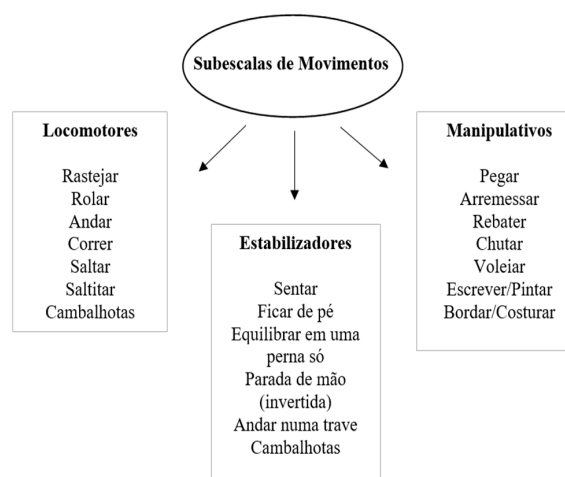 Subescalas de Movimentos
Locomotores
Rastejar
Rolar
Andar
Correr
Saltar
Saltitar
Cambalhotas
Estabilizadores
Sentar
Ficar de pé
Equilibrar em uma
perna só
Parada de mão
(invertida)
Andar numa trave
Cambalhotas
Manipulativos
Pegar
Arremessar
Rebater
Chutar
Voleiar
Escrever/Pintar
Bordar/Costurar